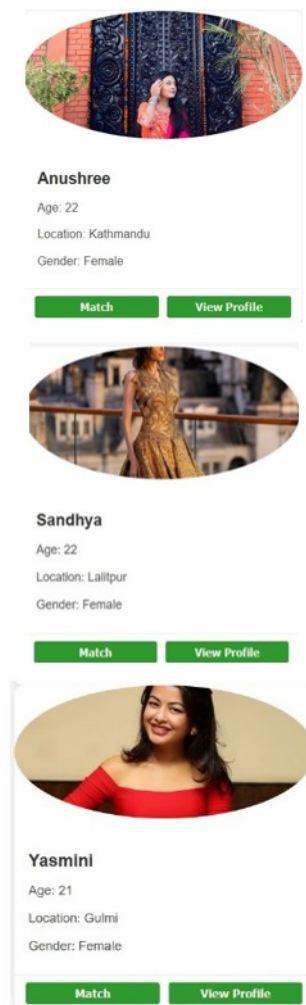 Anushree
Age: 22
Location: Kathmandu
Gender: Female
Match View Profile
Sandhya
Age: 22
Location: Lalitpur
Gender: Female
Match View Profile
Yasmini
Age: 21
Location: Gulmi
Gender: Female
Match View Profile